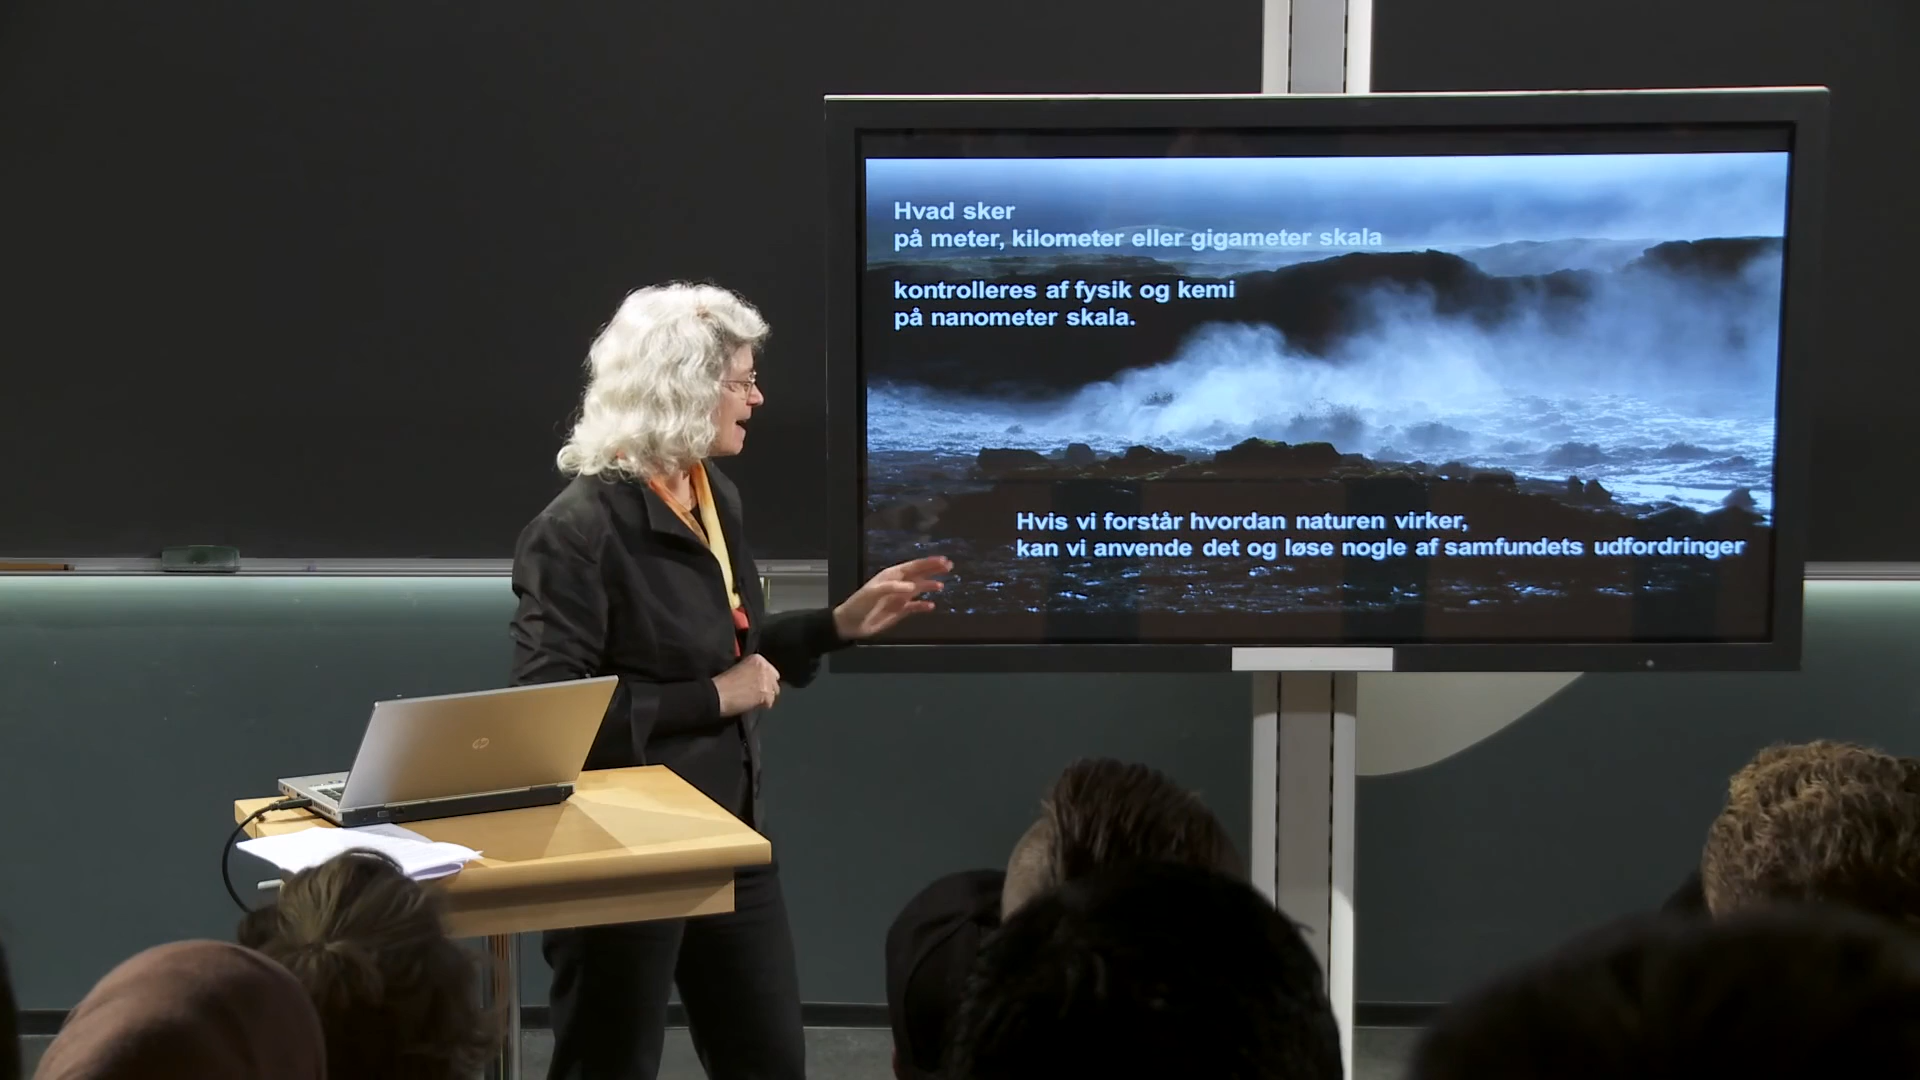 Hvad sker
på meter, kilometer eller gigameter skala
kontrolleres af fysik og kemi
på nanometer skala.
Hvis vi forstår hvordan naturen virker,
kan vi anvende det og løse nogle af samfundets udfordringer
hp